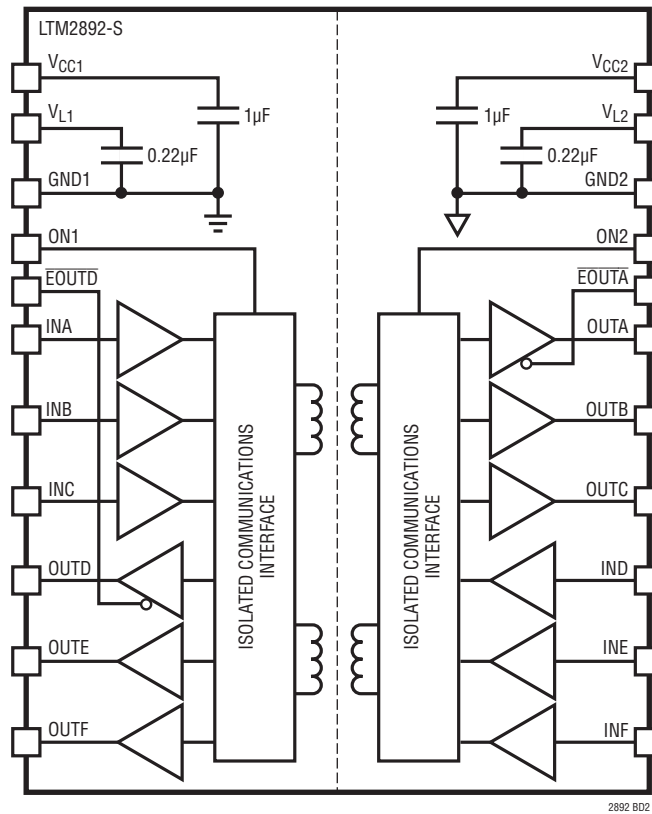 LTM2892-S
VCC1
VCC2
1µF
1µF
VL1
VL2
0.22µF
0.22µF
GND1
GND2
ON1
ON2
EOUTD
EOUTA
INA
OUTA
INB
OUTB
INC
OUTC
ISOLATED COMMUNICATIONS
INTERFACE
ISOLATED COMMUNICATIONS
INTERFACE
OUTD
IND
OUTE
INE
OUTF
INF
2892 BD2